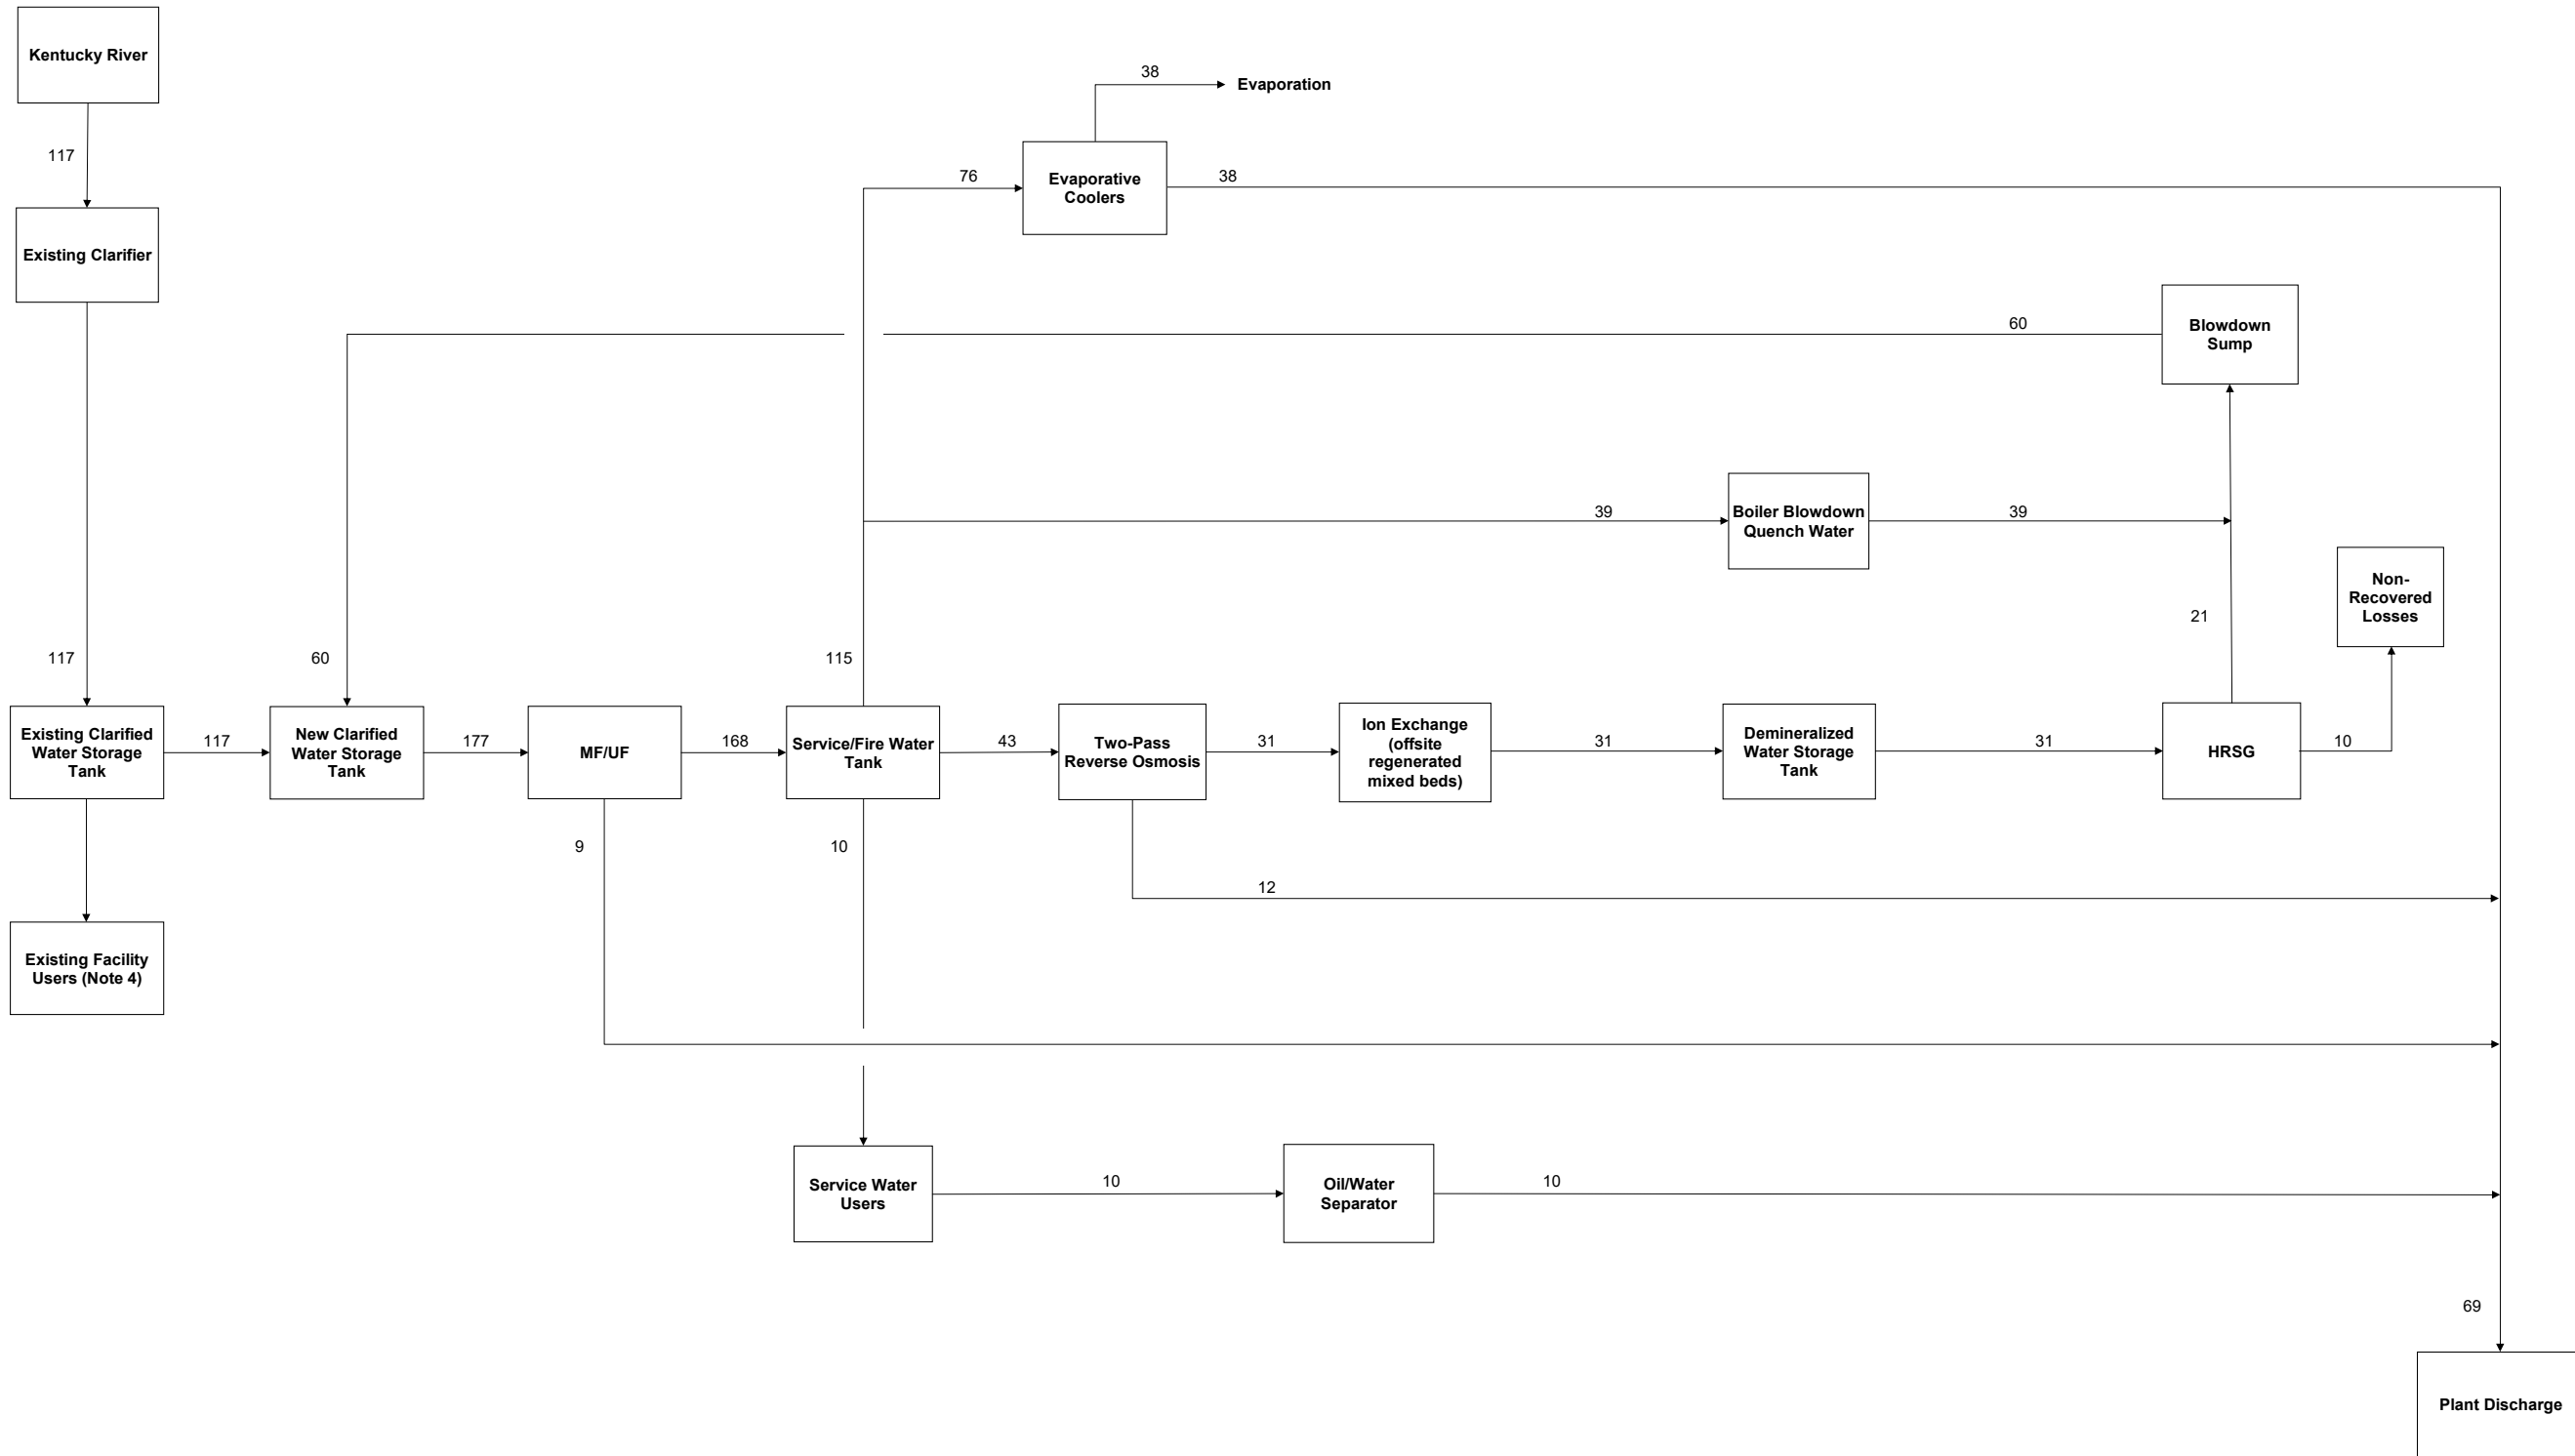 Kentucky River
38
Evaporation
117
76
Evaporative
Coolers
38
Existing Clarifier
60
Blowdown
Sump
39
Boiler Blowdown
Quench Water
39
Non-
Recovered
Losses
21
117
60
115
Existing Clarified
Water Storage
Tank
117
New Clarified
Water Storage
Tank
177
MF/UF
168
Service/Fire Water
Tank
43
Two-Pass
Reverse Osmosis
31
Ion Exchange
(offsite
regenerated
mixed beds)
31
Demineralized
Water Storage
Tank
31
HRSG
10
9
10
12
Existing Facility
Users (Note 4)
Service Water
Users
10
Oil/Water
Separator
10
69
Plant Discharge